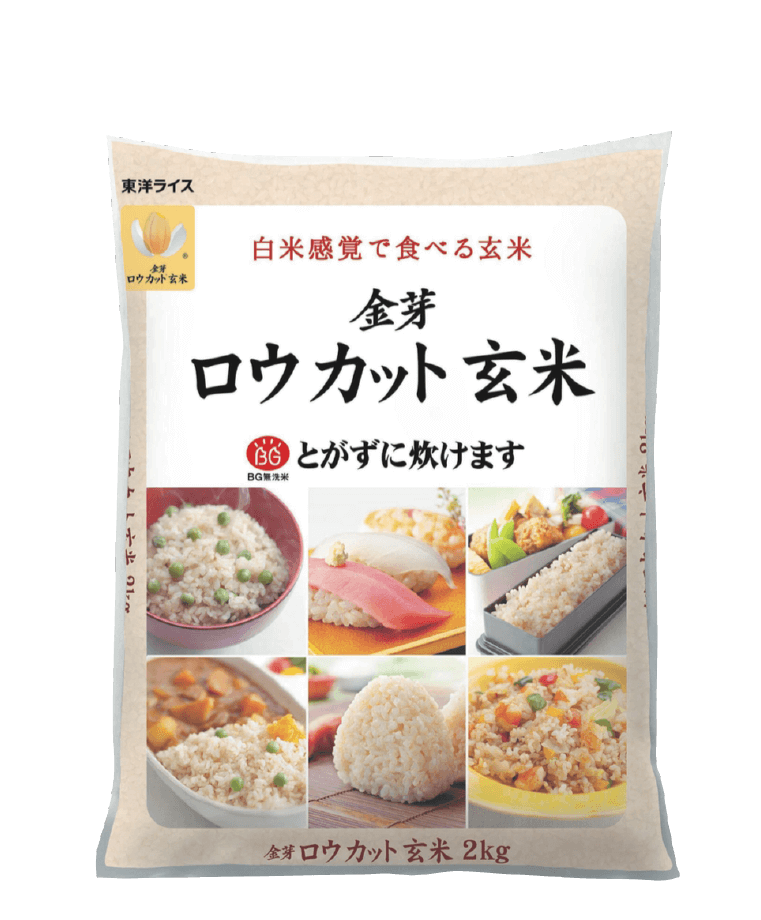 東洋ライス
金芽
ロウカット玄米
®
白米感覚で食べる玄米
金芽
ロウカット玄米
BG
BG無洗米
とがずに炊けます
金芽ロウカット玄米 2kg